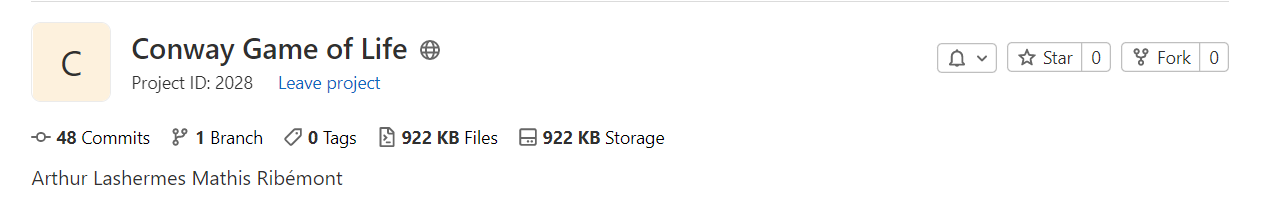 C
Conway Game of Life
Star 0
Fork 0
Project ID: 2028 Leave project
48 Commits 1 Branch 0 Tags 922 KB Files 922 KB Storage
Arthur Lashermes Mathis Ribémont